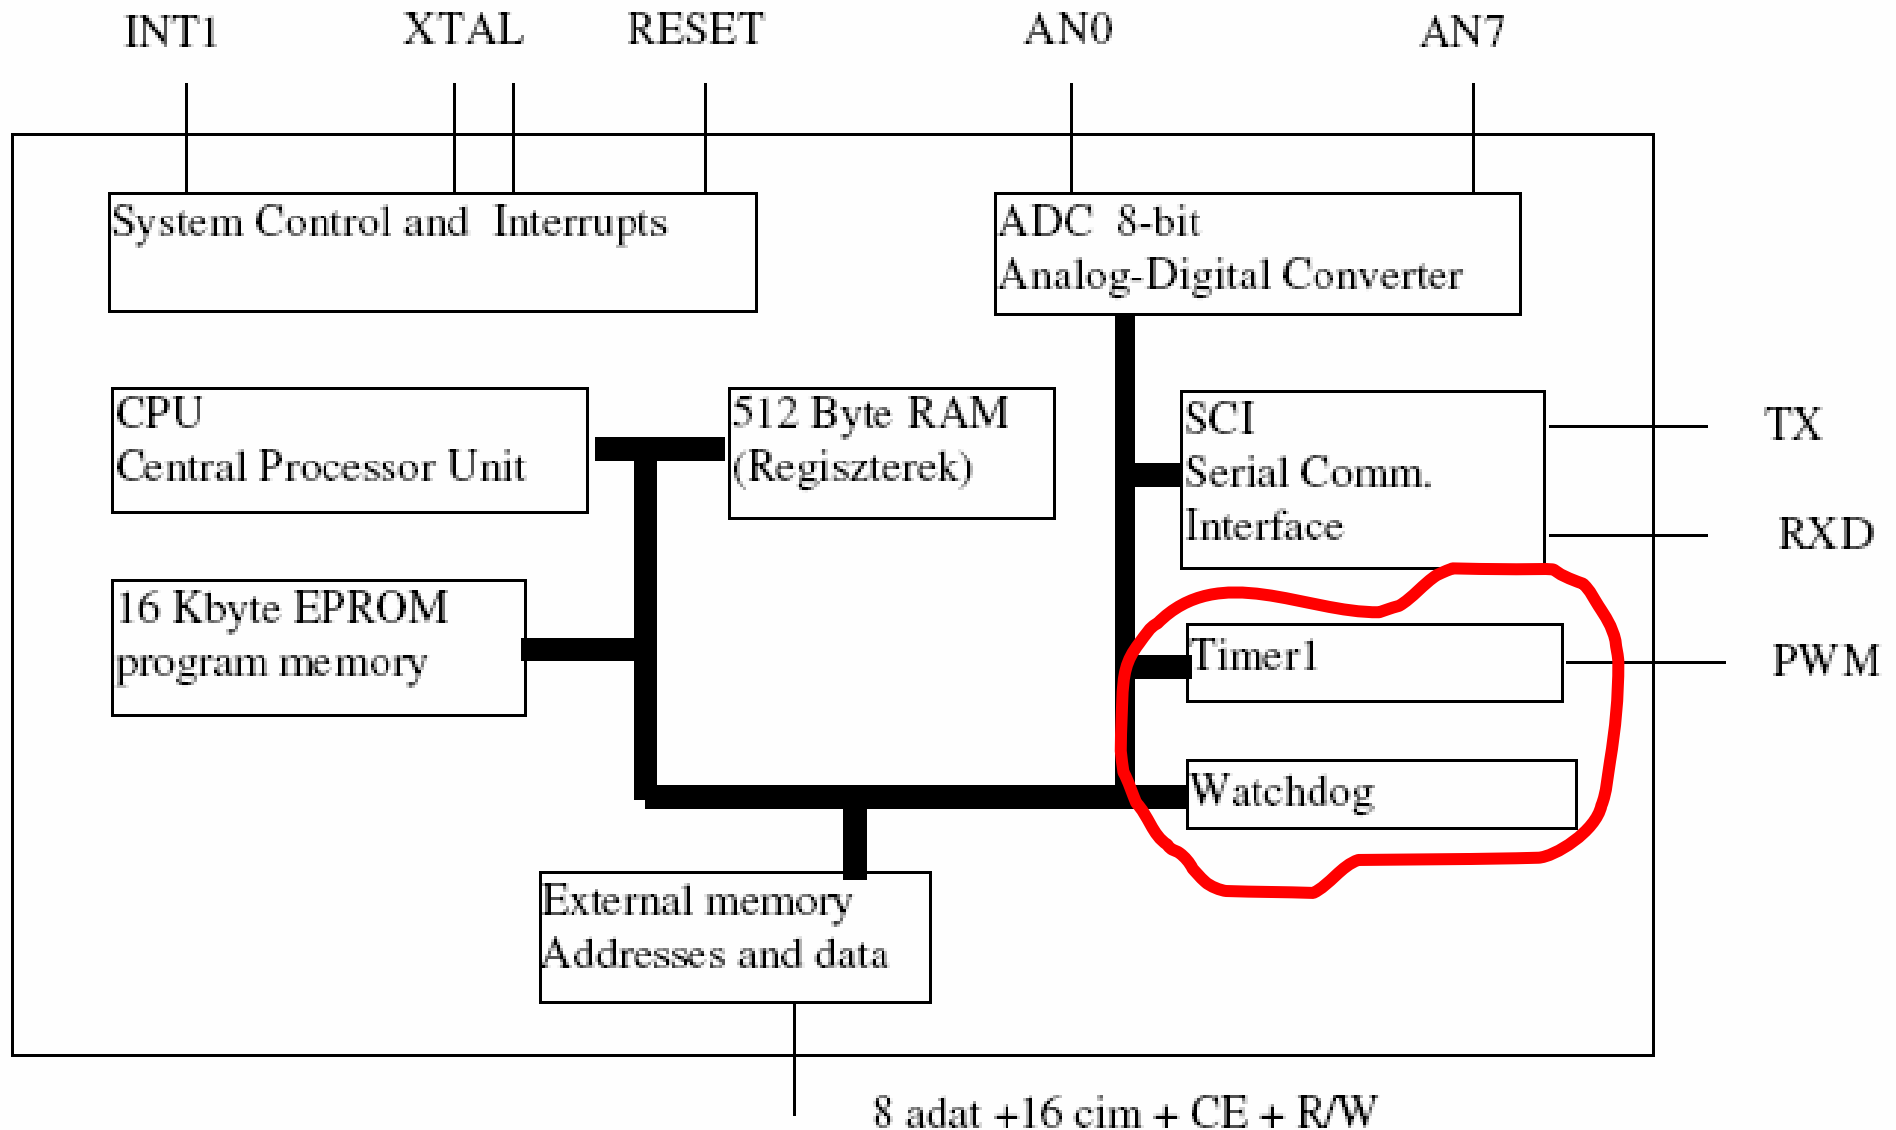 INT1 XTAL RESET AN0 AN7
System Control and Interrupts
ADC 8-bit
Analog-Digital Converter
CPU
Central Processor Unit
512 Byte RAM
(Regiszterek)
SCI
Serial Comm.
Interface
TX
RXD
16 Kbyte EPROM
program memory
Timer1
PWM
Watchdog
External memory
Addresses and data
8 adat +16 cim + CE + R/W